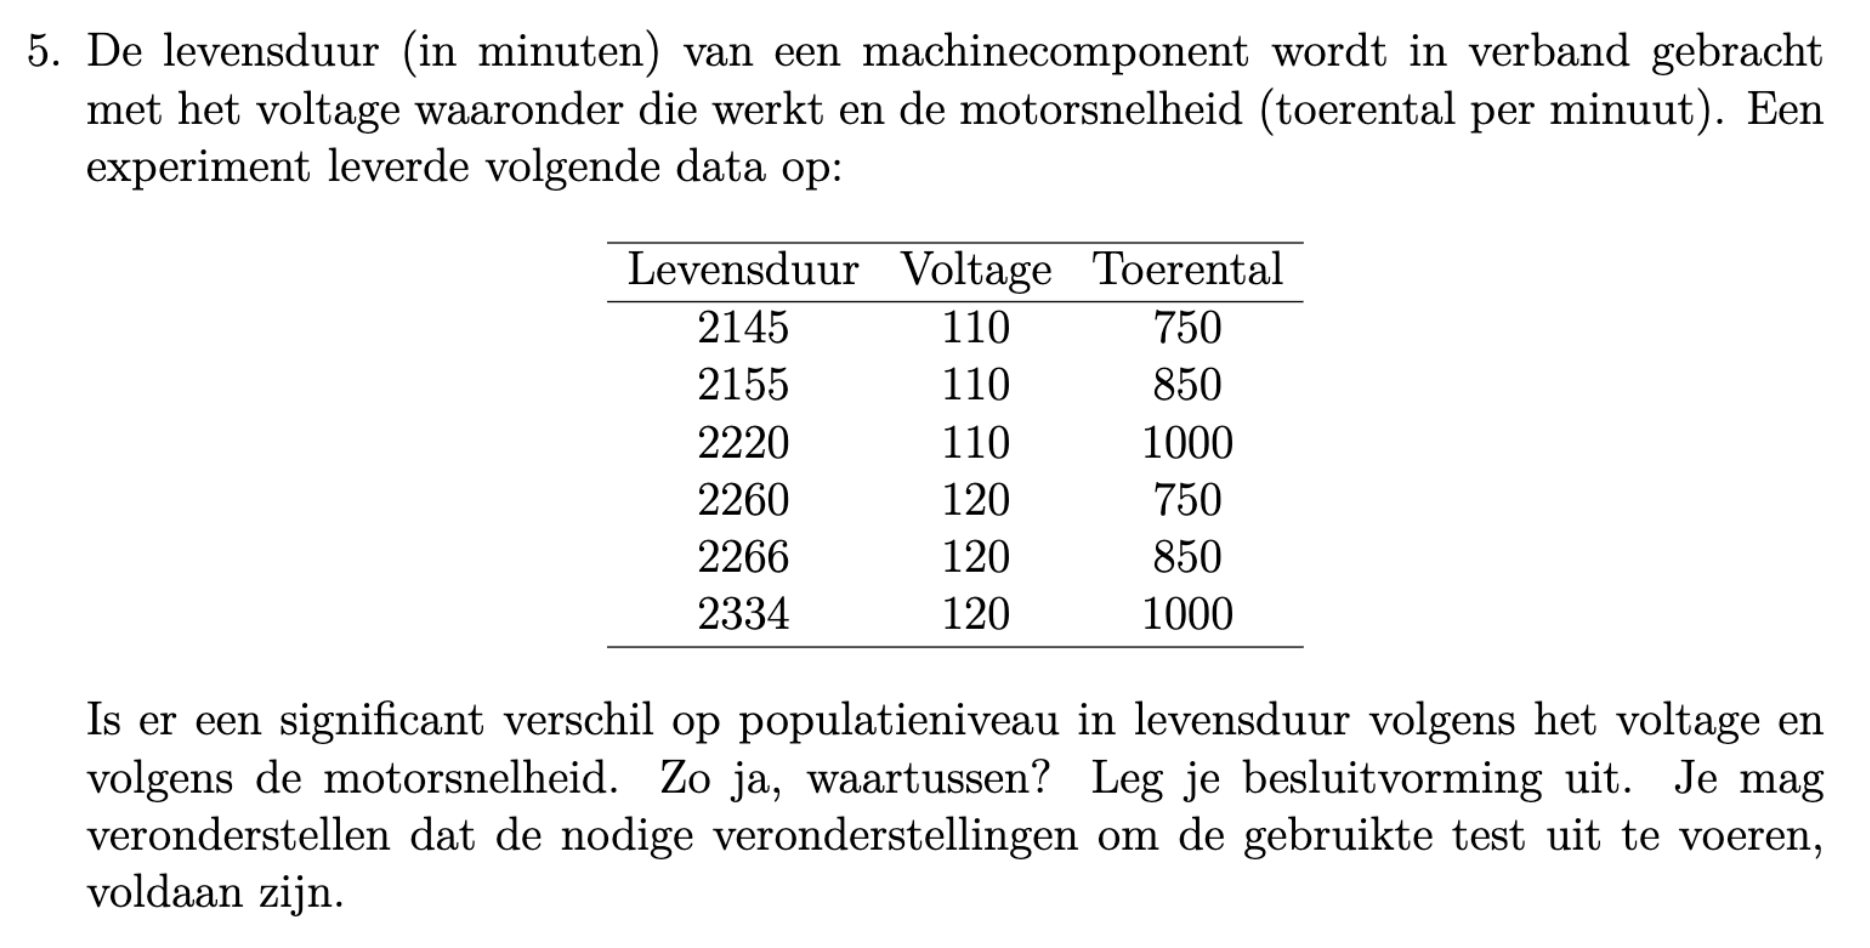 5. De levensduur (in minuten) van een machinecomponent wordt in verband gebracht
met het voltage waaronder die werkt en de motorsnelheid (toerental per minuut). Een
experiment leverde volgende data op:
Levensduur Voltage Toerental
2145 110 750
2155 110 850
2220 110 1000
2260 120 750
2266 120 850
2334 120 1000
Is er een significant verschil op populatieniveau in levensduur volgens het voltage en
volgens de motorsnelheid. Zo ja, waartussen? Leg je besluitvorming uit. Je mag
veronderstellen dat de nodige veronderstellingen om de gebruikte test uit te voeren,
voldaan zijn.